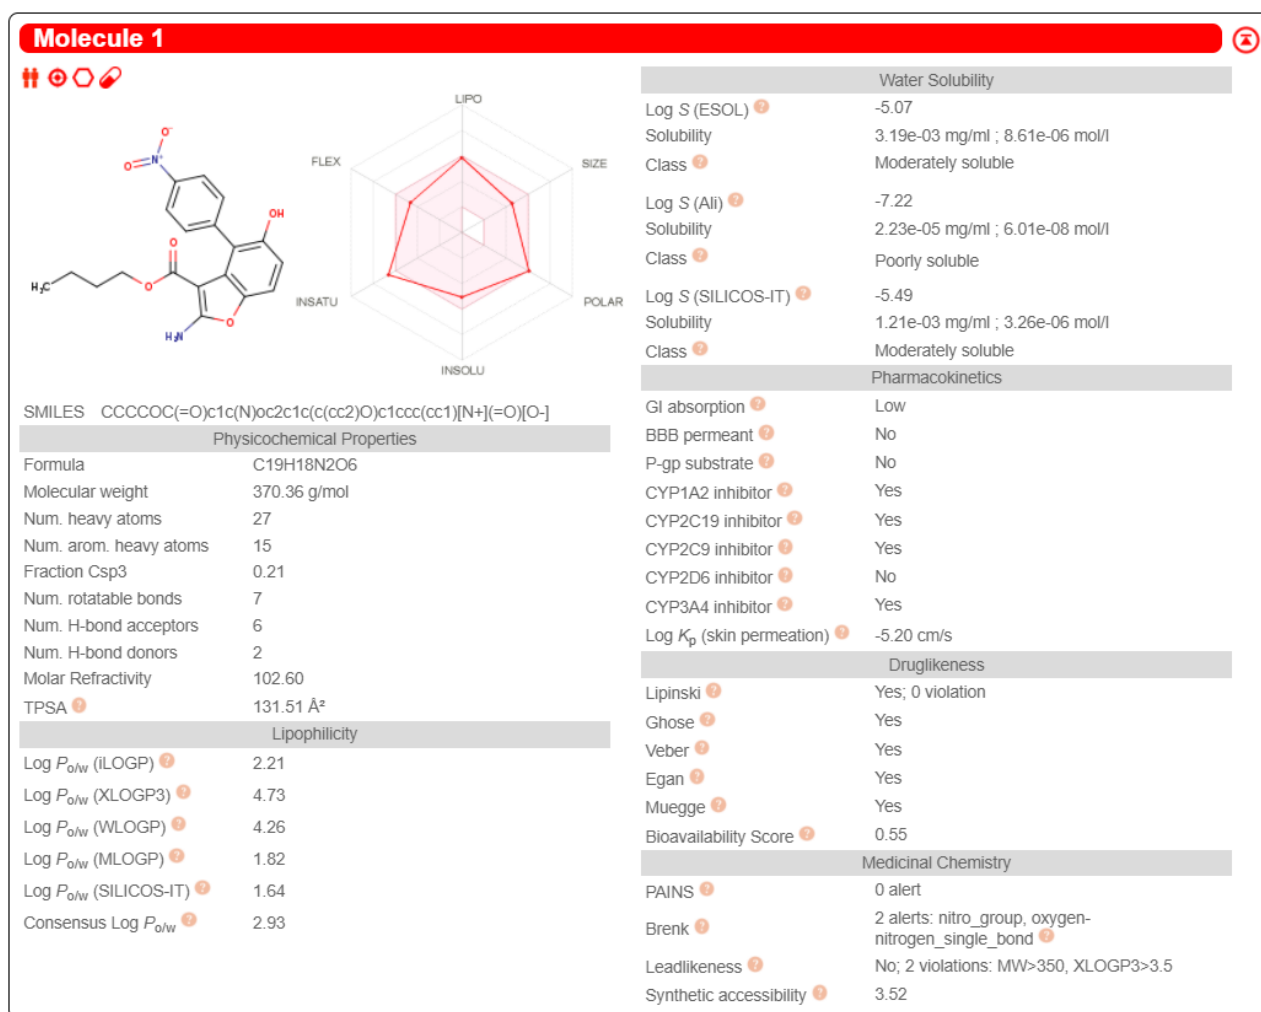 Molecule 1
LIPO
FLEX
SIZE
INSATU
POLAR
INSOLU
O⁻
O
N⁺
OH
O
H₃C
O
O
H₂N
SMILES CCCCOC(=O)c1c(N)oc2c1c(c(cc2)O)c1ccc(cc1)[N+](=O)[O-]
Physicochemical Properties
Formula C19H18N2O6
Molecular weight 370.36 g/mol
Num. heavy atoms 27
Num. arom. heavy atoms 15
Fraction Csp3 0.21
Num. rotatable bonds 7
Num. H-bond acceptors 6
Num. H-bond donors 2
Molar Refractivity 102.60
TPSA ? 131.51 Å²
Lipophilicity
Log Po/w (iLOGP) ? 2.21
Log Po/w (XLOGP3) ? 4.73
Log Po/w (WLOGP) ? 4.26
Log Po/w (MLOGP) ? 1.82
Log Po/w (SILICOS-IT) ? 1.64
Consensus Log Po/w ? 2.93
Water Solubility
Log S (ESOL) ? -5.07
Solubility 3.19e-03 mg/ml ; 8.61e-06 mol/l
Class ? Moderately soluble
Log S (Ali) ? -7.22
Solubility 2.23e-05 mg/ml ; 6.01e-08 mol/l
Class ? Poorly soluble
Log S (SILICOS-IT) ? -5.49
Solubility 1.21e-03 mg/ml ; 3.26e-06 mol/l
Class ? Moderately soluble
Pharmacokinetics
GI absorption ? Low
BBB permeant ? No
P-gp substrate ? No
CYP1A2 inhibitor ? Yes
CYP2C19 inhibitor ? Yes
CYP2C9 inhibitor ? Yes
CYP2D6 inhibitor ? No
CYP3A4 inhibitor ? Yes
Log Kp (skin permeation) ? -5.20 cm/s
Druglikeness
Lipinski ? Yes; 0 violation
Ghose ? Yes
Veber ? Yes
Egan ? Yes
Muegge ? Yes
Bioavailability Score ? 0.55
Medicinal Chemistry
PAINS ? 0 alert
Brenk ? 2 alerts: nitro_group, oxygen-
nitrogen_single_bond ?
Leadlikeness ? No; 2 violations: MW>350, XLOGP3>3.5
Synthetic accessibility ? 3.52